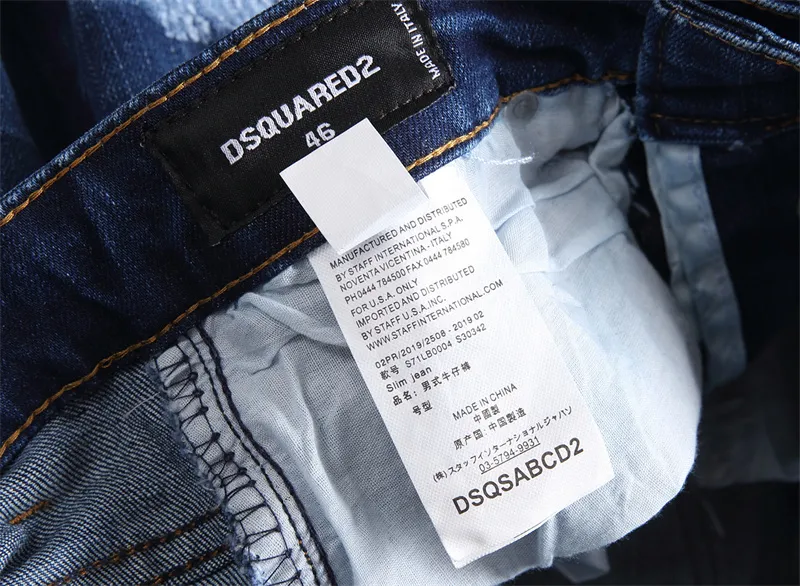 DSQUARED2
46
MADE IN ITALY
MANUFACTURED AND DISTRIBUTED
BY STAFF INTERNATIONAL S.P.A.
NOVENTA VICENTINA - ITALY
PH 0444 784500 FAX 0444 784580
FOR U.S.A. ONLY
IMPORTED AND DISTRIBUTED
BY STAFF U.S.A. INC.
WWW.STAFFINTERNATIONAL.COM
02PR/2019/2508 - 2019 02
款号 S71LB0004 S30342
Slim jean
品名: 男式牛仔裤
号型
MADE IN CHINA
中國製
原产国: 中国製造
(株) スタッフインターナショナルジャパン
03-5794-9931
DSQSABCD2